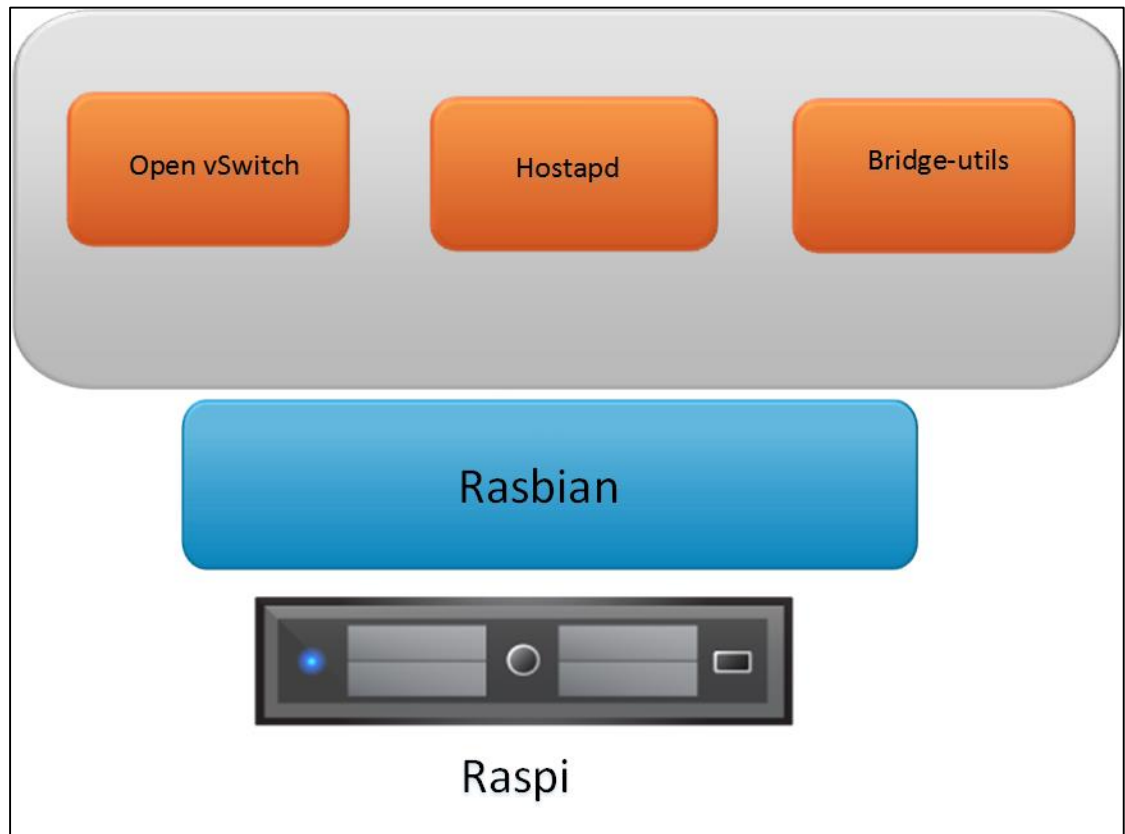 Open vSwitch
Hostapd
Bridge-utils
Rasbian
Raspi